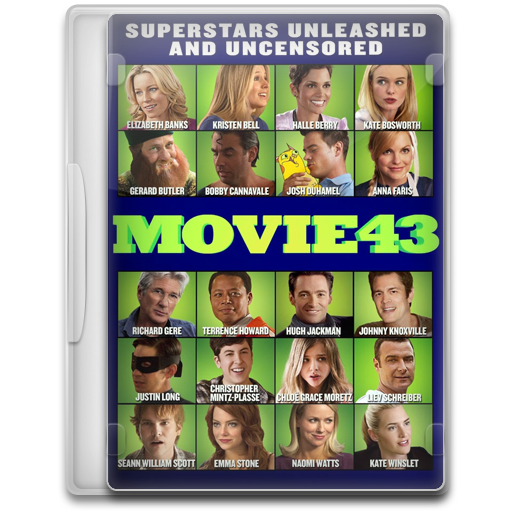 SUPERSTARS UNLEASHED
AND UNCENSORED
ELIZABETH BANKS KRISTEN BELL HALLE BERRY KATE BOSWORTH
GERARD BUTLER BOBBY CANNAVALE JOSH DUHAMEL ANNA FARIS
MOVIE43
RICHARD GERE TERRENCE HOWARD HUGH JACKMAN JOHNNY KNOXVILLE
JUSTIN LONG CHRISTOPHER MINTZ-PLASSE CHLOË GRACE MORETZ LIEV SCHREIBER
SEANN WILLIAM SCOTT EMMA STONE NAOMI WATTS KATE WINSLET